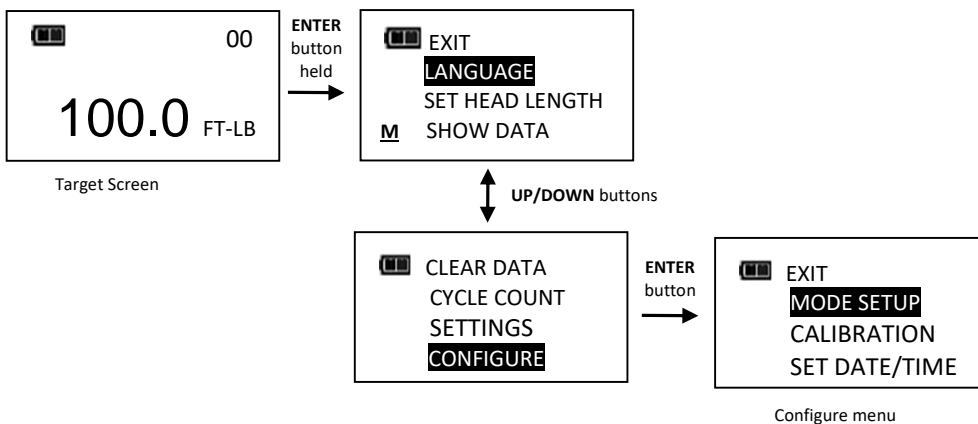 00
100.0 FT-LB
Target Screen
ENTER
button
held
EXIT
LANGUAGE
SET HEAD LENGTH
M SHOW DATA
UP/DOWN buttons
CLEAR DATA
CYCLE COUNT
SETTINGS
CONFIGURE
ENTER
button
EXIT
MODE SETUP
CALIBRATION
SET DATE/TIME
Configure menu